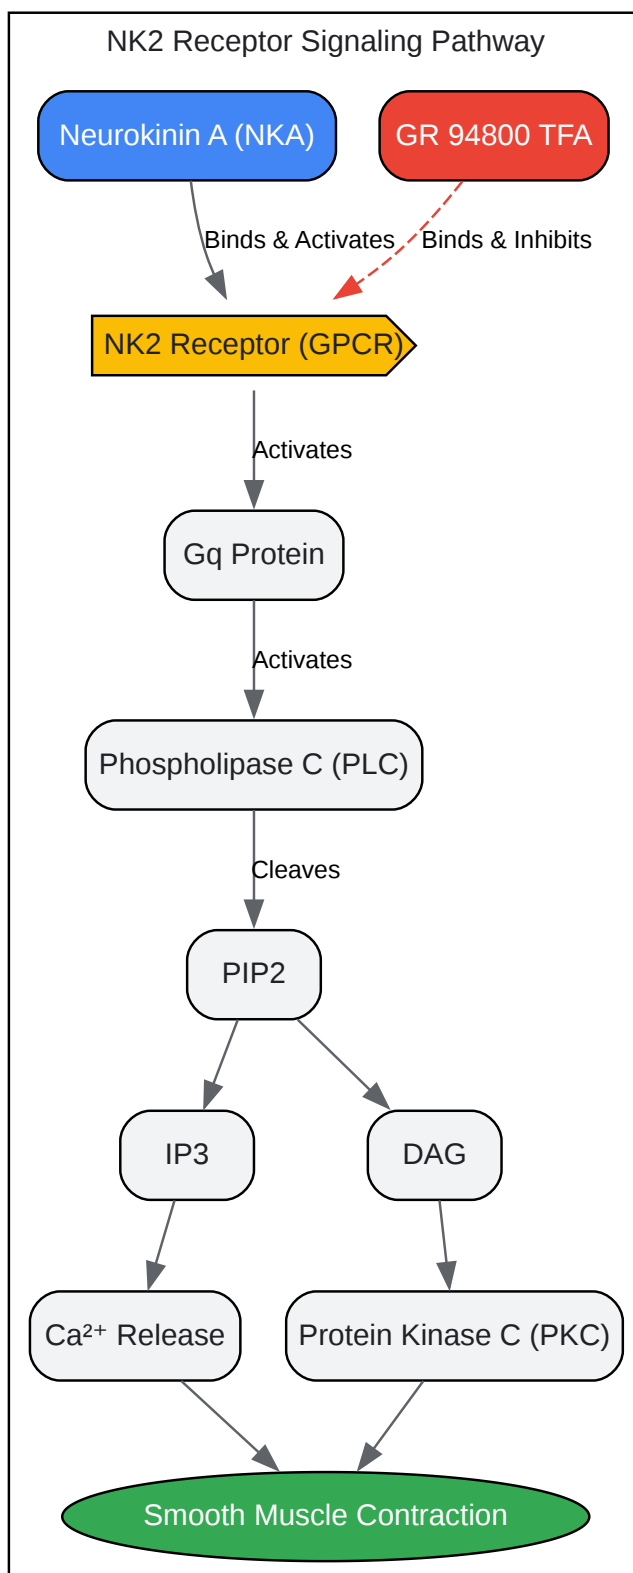 NK2 Receptor Signaling Pathway
Neurokinin A (NKA)
GR 94800 TFA
Binds & Activates
Binds & Inhibits
NK2 Receptor (GPCR)
Activates
Gq Protein
Activates
Phospholipase C (PLC)
Cleaves
PIP2
IP3
DAG
Ca²⁺ Release
Protein Kinase C (PKC)
Smooth Muscle Contraction